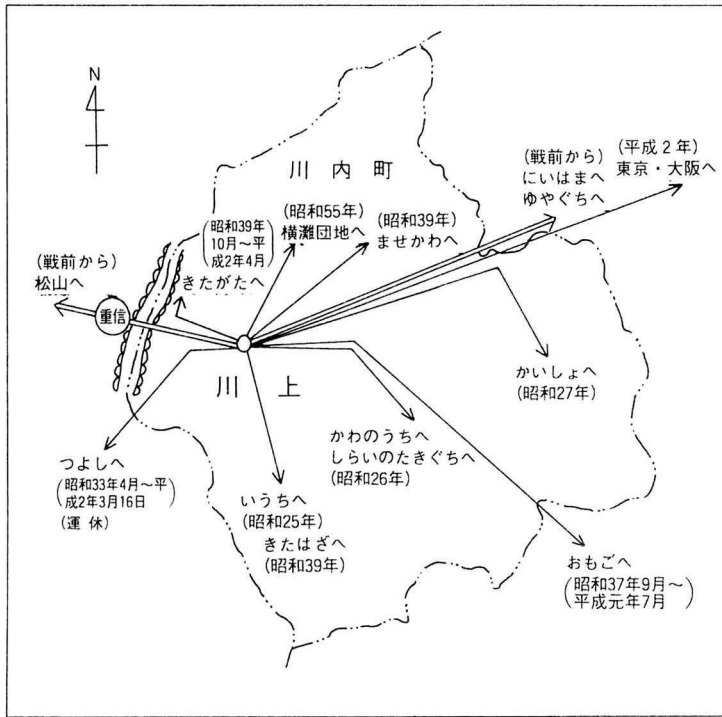 N
川内町
(戦前から)
にいはまへ
ゆやぐちへ
(平成2年)
東京・大阪へ
(昭和39年
10月～平
成2年4月)
きたがたへ
(昭和55年)
横灘団地へ
(昭和39年)
ませかわへ
(戦前から)
松山へ
重信
川上
かいしょへ
(昭和27年)
つよしへ
(昭和33年4月～平
成2年3月16日)
(運休)
いうちへ
(昭和25年)
きたはざへ
(昭和39年)
かわのうちへ
しらいのたきぐちへ
(昭和26年)
おもごへ
(昭和37年9月～
平成元年7月)